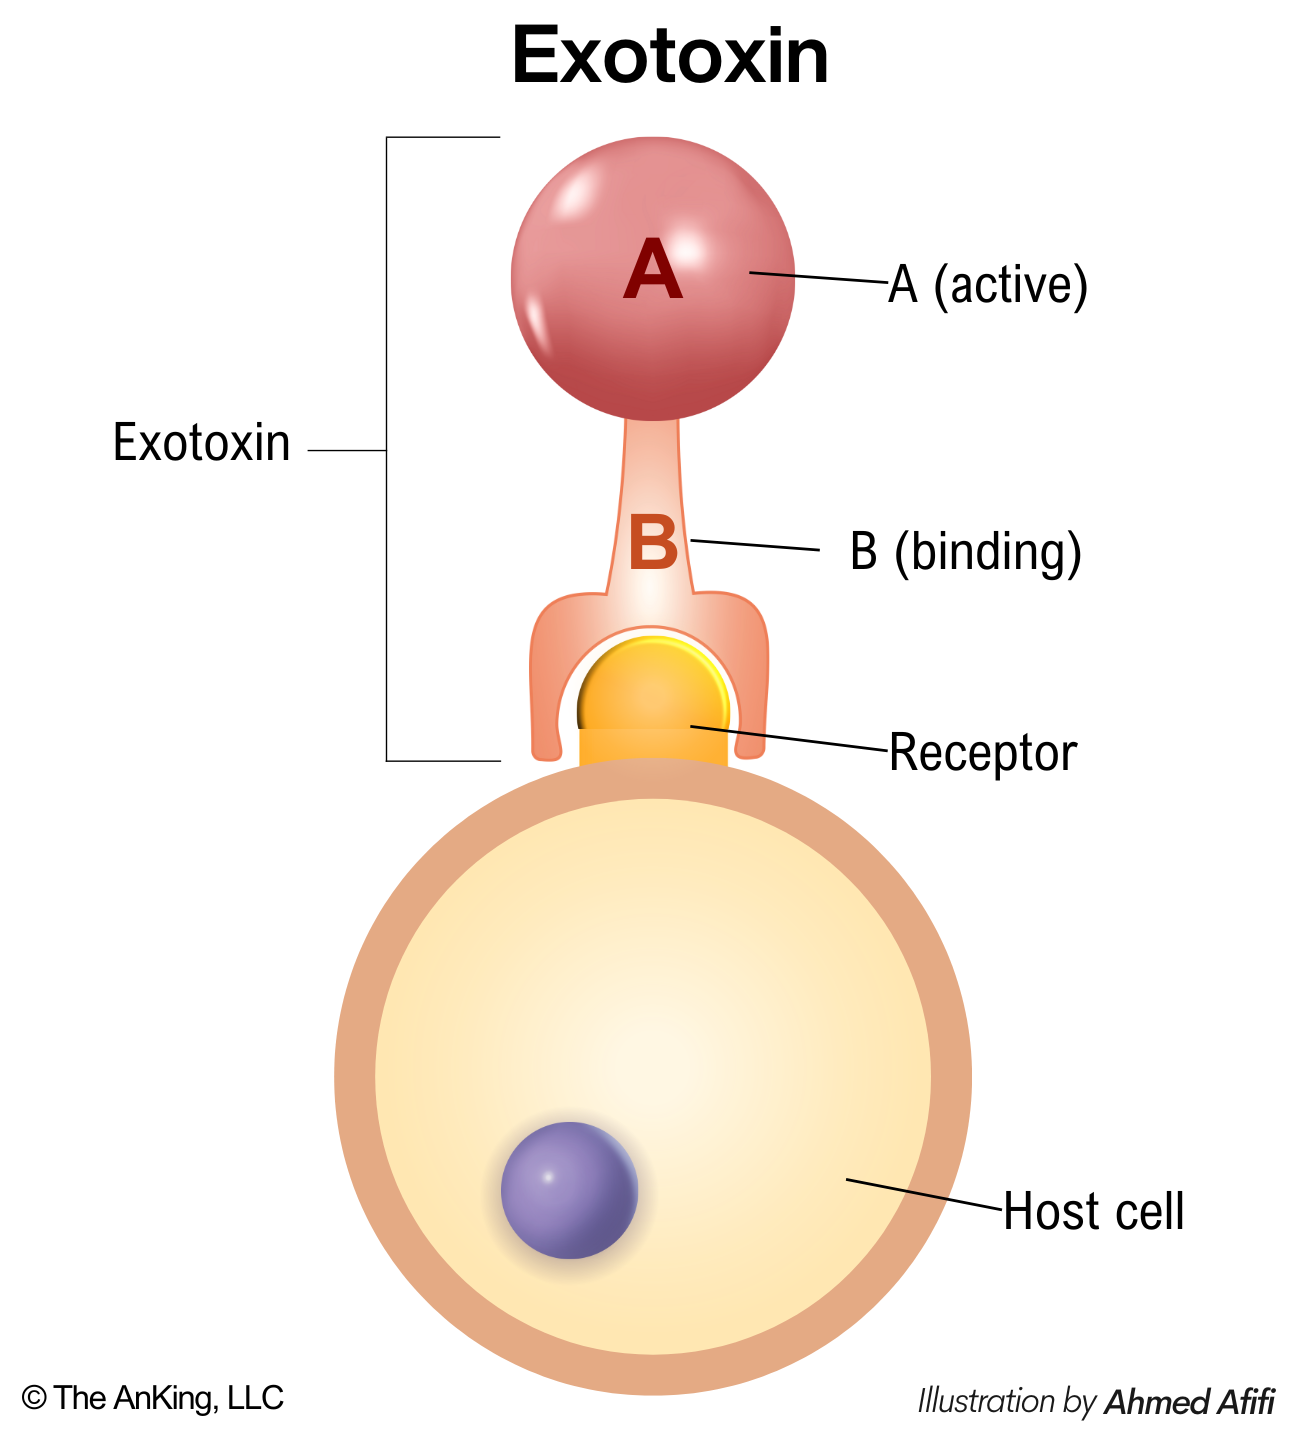 Exotoxin
A
A (active)
Exotoxin
B
B (binding)
Receptor
Host cell
© The AnKing, LLC
Illustration by Ahmed Afifi